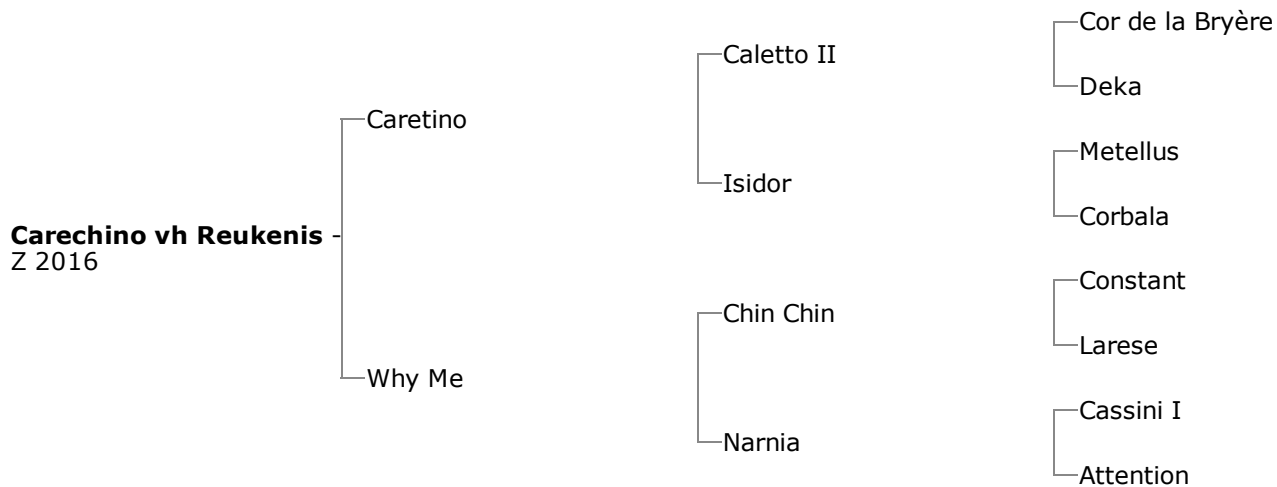 Cor de la Bryère
Caletto II
Deka
Caretino
Metellus
Isidor
Corbala
Carechino vh Reukenis -
Z 2016
Constant
Chin Chin
Larese
Why Me
Cassini I
Narnia
Attention